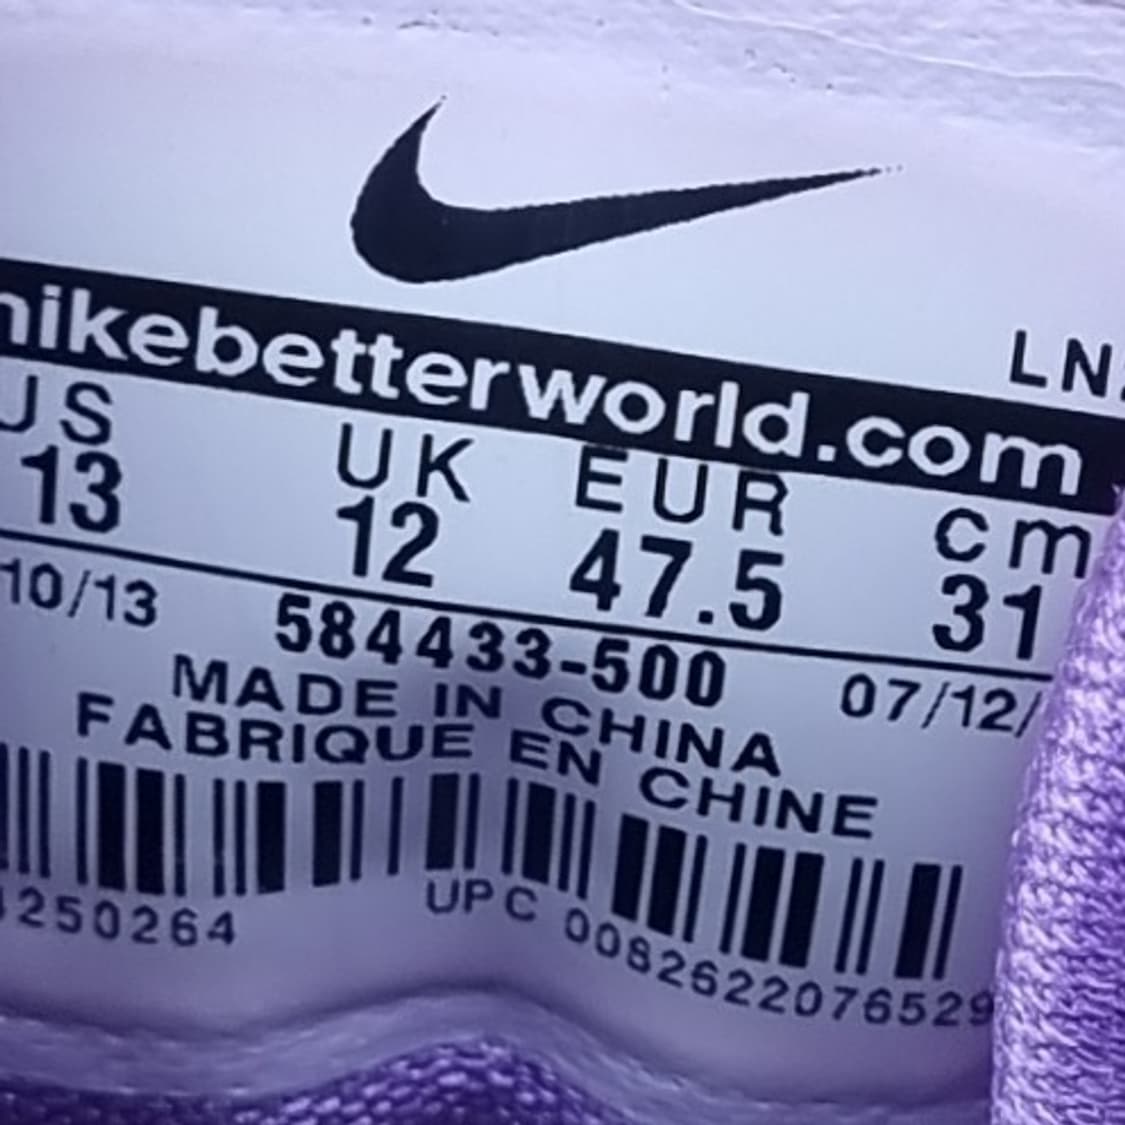 nikebetterworld.com
LN
US UK EUR cm
13 12 47.5 31
10/13 584433-500 07/12/
MADE IN CHINA
FABRIQUE EN CHINE
250264 UPC 0082622076529